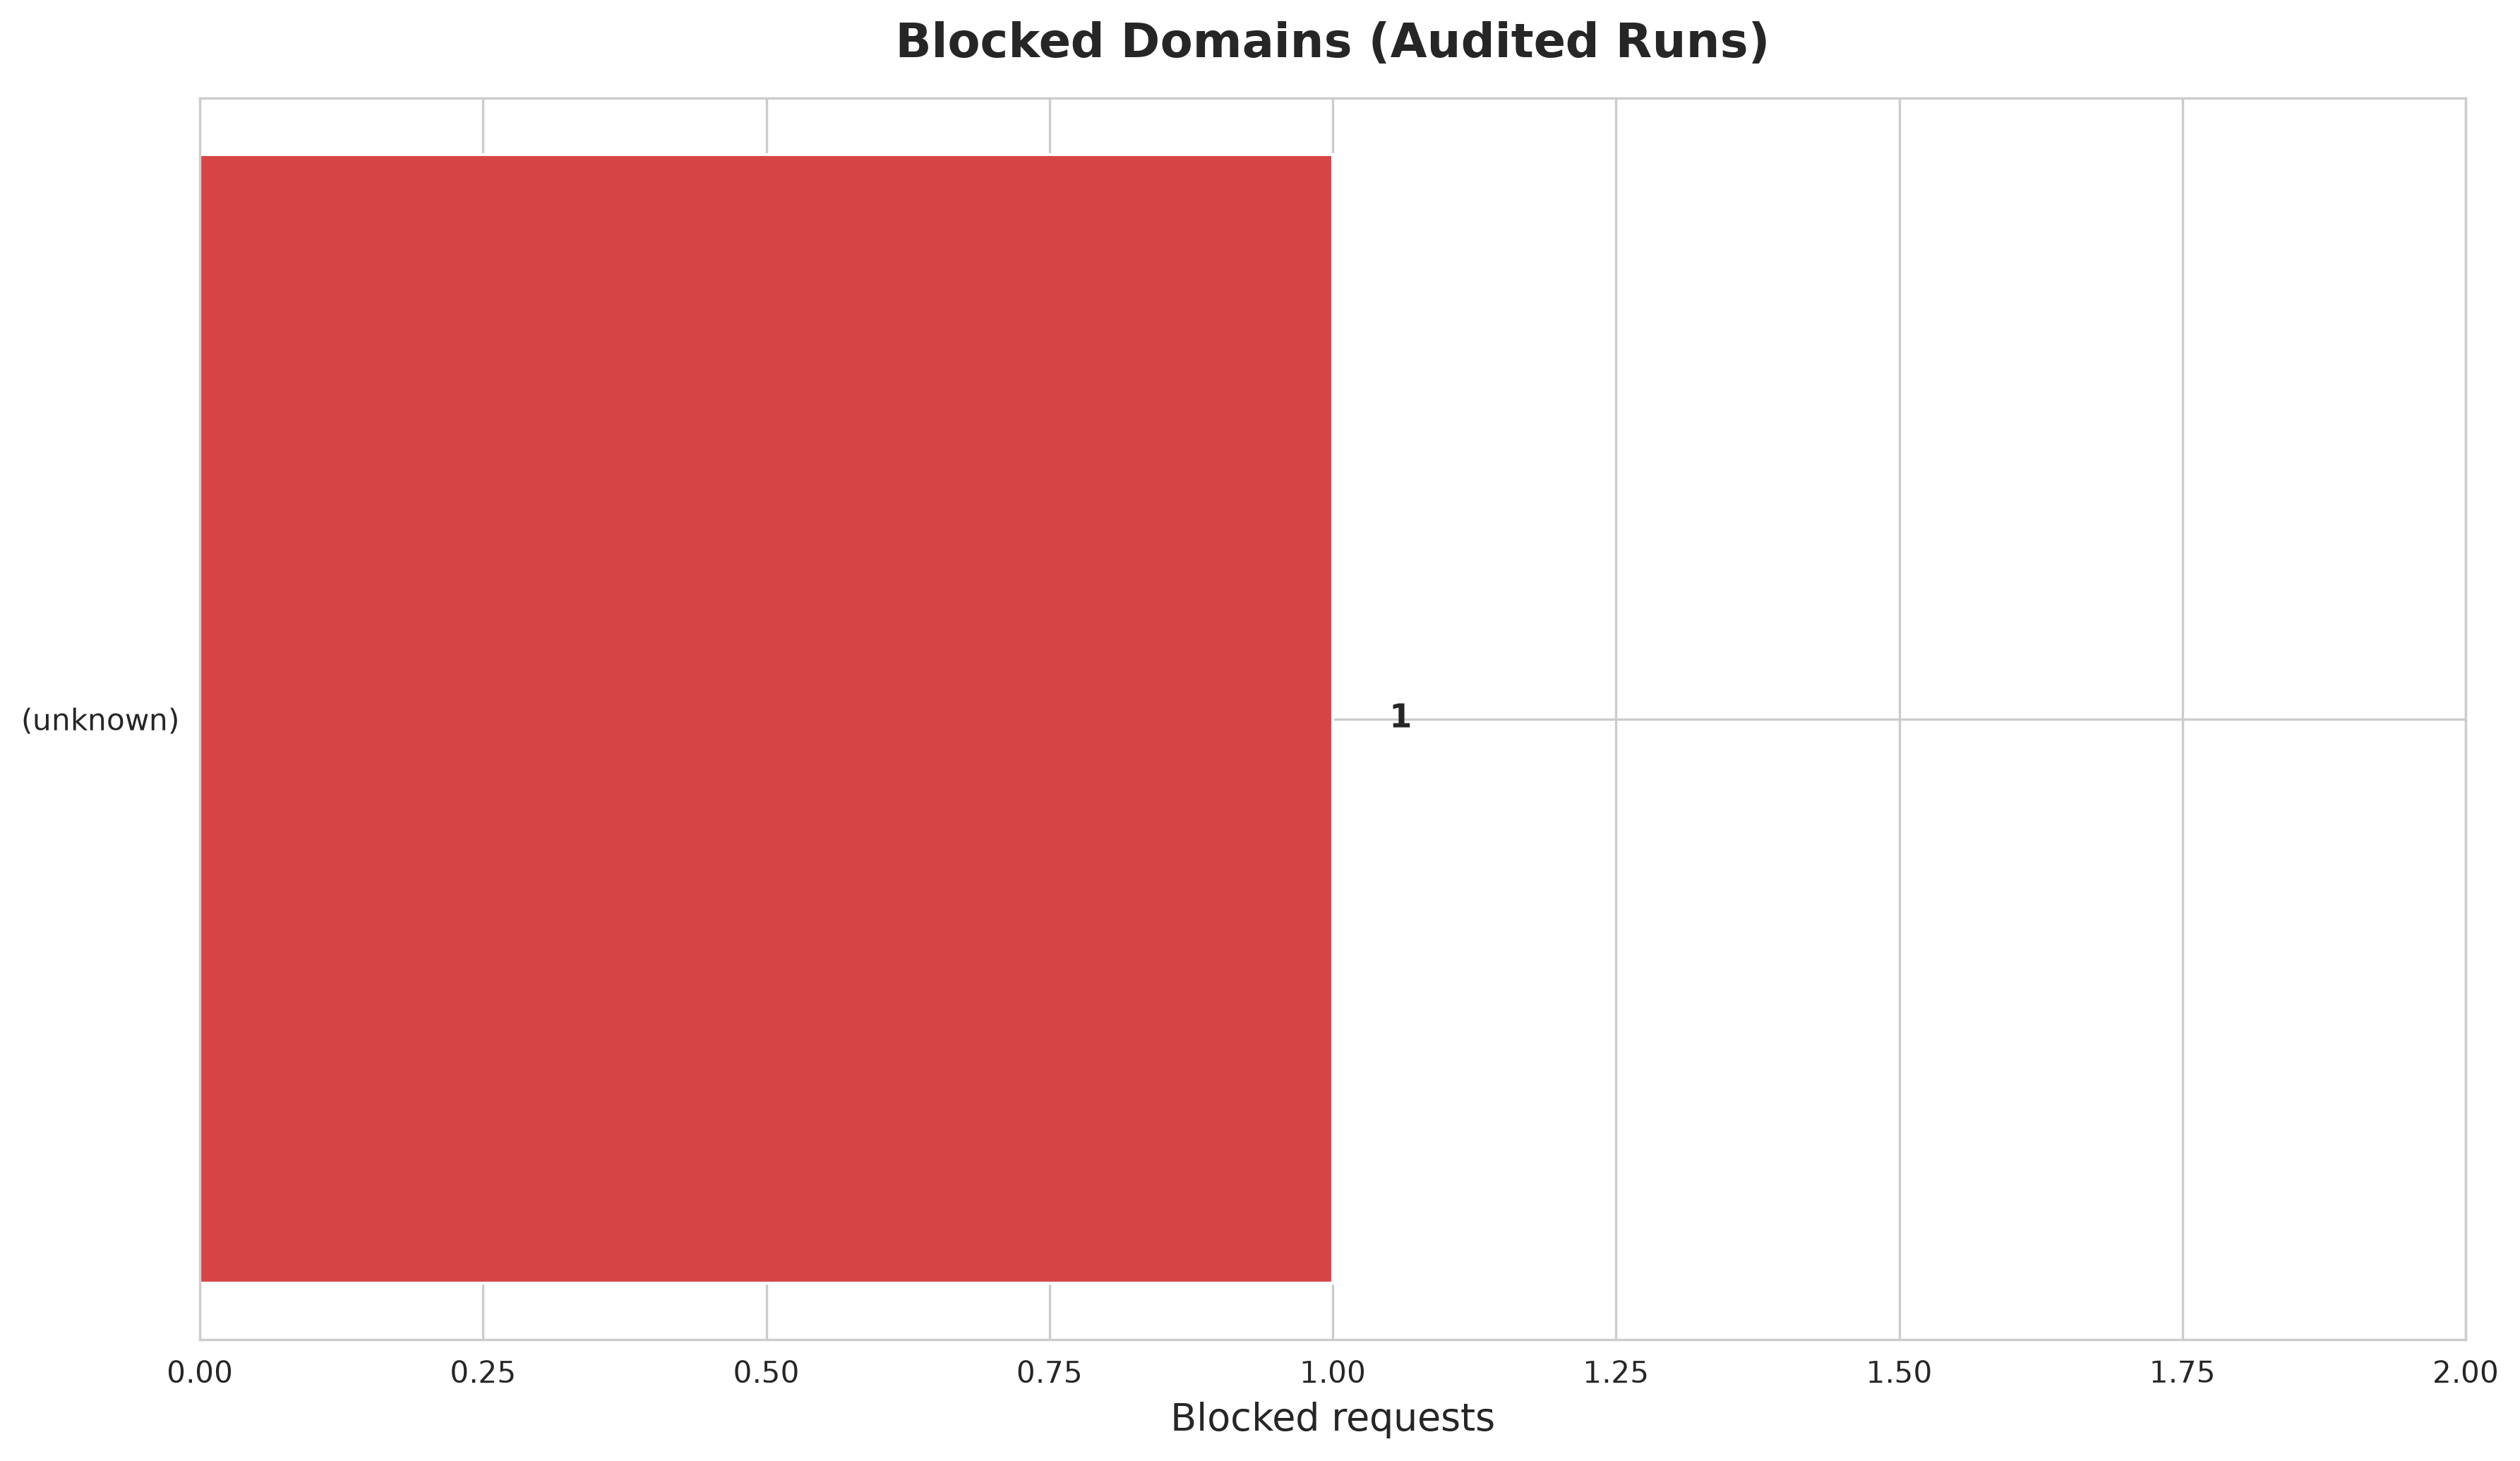 Blocked Domains (Audited Runs)
(unknown)
1
0.00 0.25 0.50 0.75 1.00 1.25 1.50 1.75 2.00
Blocked requests